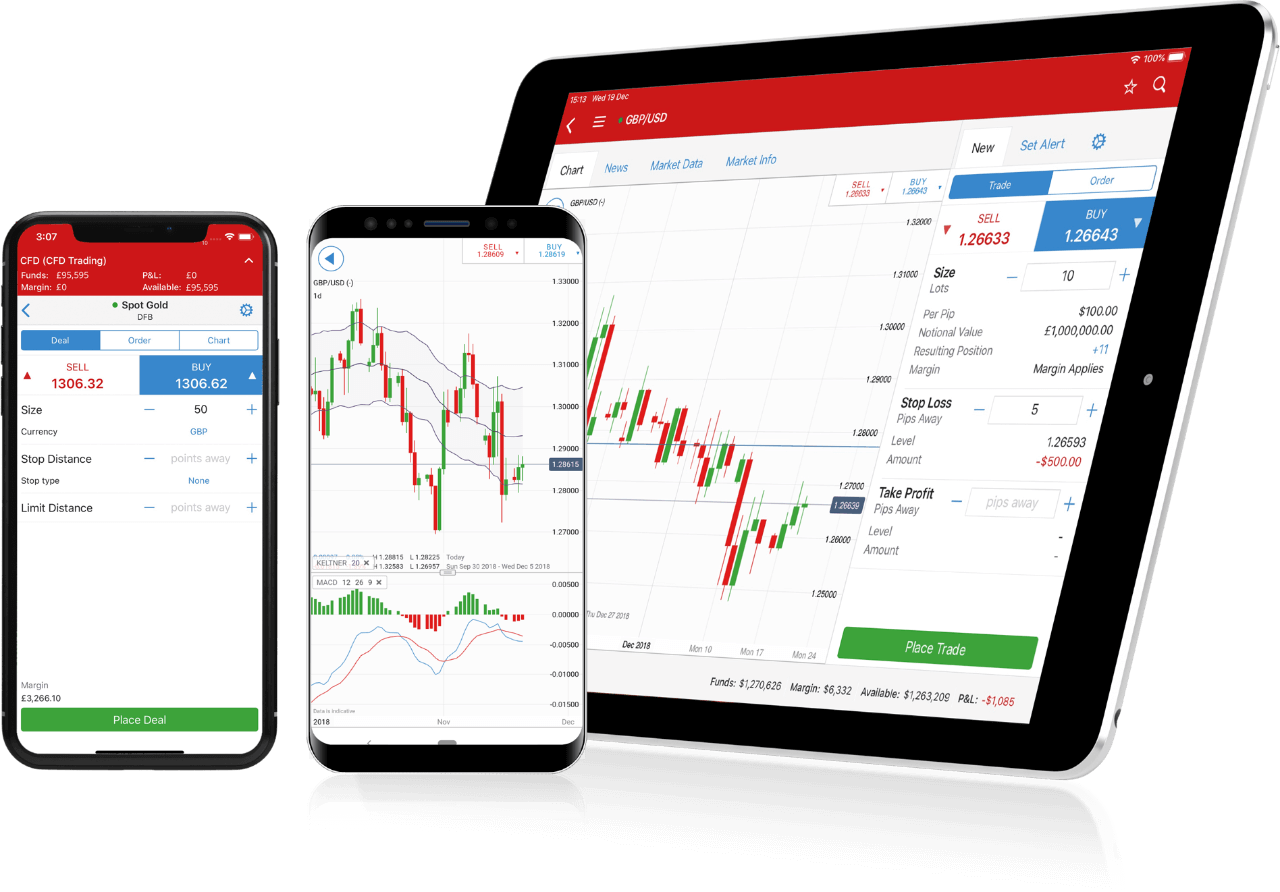 3:07
CFD (CFD Trading)
Funds: £95,595 P&L: £0
Margin: £0 Available: £95,595
Spot Gold
DFB
Deal Order Chart
SELL BUY
1306.32 1306.62
Size − 50 +
Currency GBP
Stop Distance − points away +
Stop type None
Limit Distance − points away +
Margin
£3,266.10
Place Deal
SELL BUY
1.28609 1.28619
GBP/USD (-)
1d
1.33000
1.32000
1.31000
1.30000
1.29000
1.28615
1.28000
1.27000
H 1.28815 L 1.28225 Today
KELTNER 20 ✖ H 1.32583 L 1.26957 Sun Sep 30 2018 - Wed Dec 5 2018
MACD 12 26 9 ✖
0.00500
0.00000
-0.00500
-0.01000
-0.01500
Data is indicative
2018 Nov Dec
15:13 Wed 19 Dec 100%
GBP/USD
Chart News Market Data Market Info
GBP/USD (-)
SELL BUY
1.26633 1.26643
1.32000
1.31000
1.30000
1.29000
1.28000
1.27000
1.26639
1.26000
1.25000
Thu Dec 27 2018
Dec 2018 Mon 10 Mon 17 Mon 24
New Set Alert
Trade Order
SELL BUY
1.26633 1.26643
Size − 10 +
Lots
Per Pip $100.00
Notional Value £1,000,000.00
Resulting Position +11
Margin Margin Applies
Stop Loss − 5 +
Pips Away
Level 1.26593
Amount -$500.00
Take Profit − pips away +
Pips Away
Level -
Amount -
Place Trade
Funds: $1,270,626 Margin: $6,332 Available: $1,263,209 P&L: -$1,085